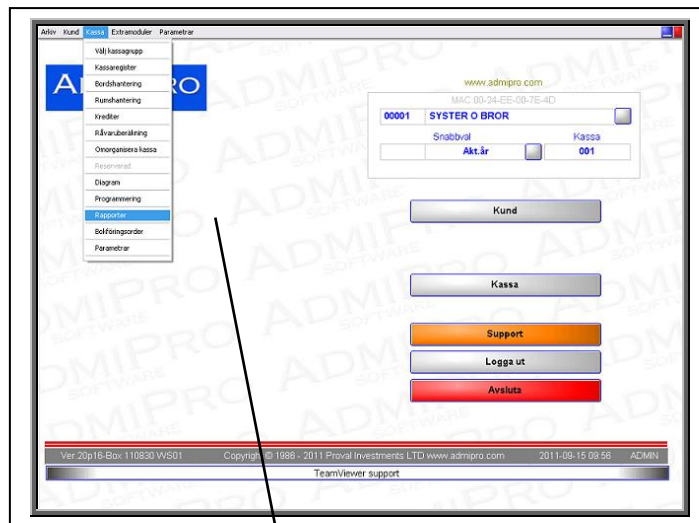 Arkiv Kund Kassa Extramoduler Parametrar
Välj kassagrupp
Kassaregister
Bordshantering
Rumshantering
Krediter
Råvaruberäkning
Omorganisera kassa
Reserverad
Diagram
Programmering
Rapporter
Bokföringsorder
Parametrar
www.admipro.com
MAC 00-24-EE-00-7E-4D
00001 SYSTER O BROR
Snabbval Kassa
Akt.år 001
Kund
Kassa
Support
Logga ut
Avsluta
Ver.20p16-Box 110830 WS01 Copyright © 1986 - 2011 Proval Investments LTD www.admipro.com 2011-09-15 09:56 ADMIN
TeamViewer support